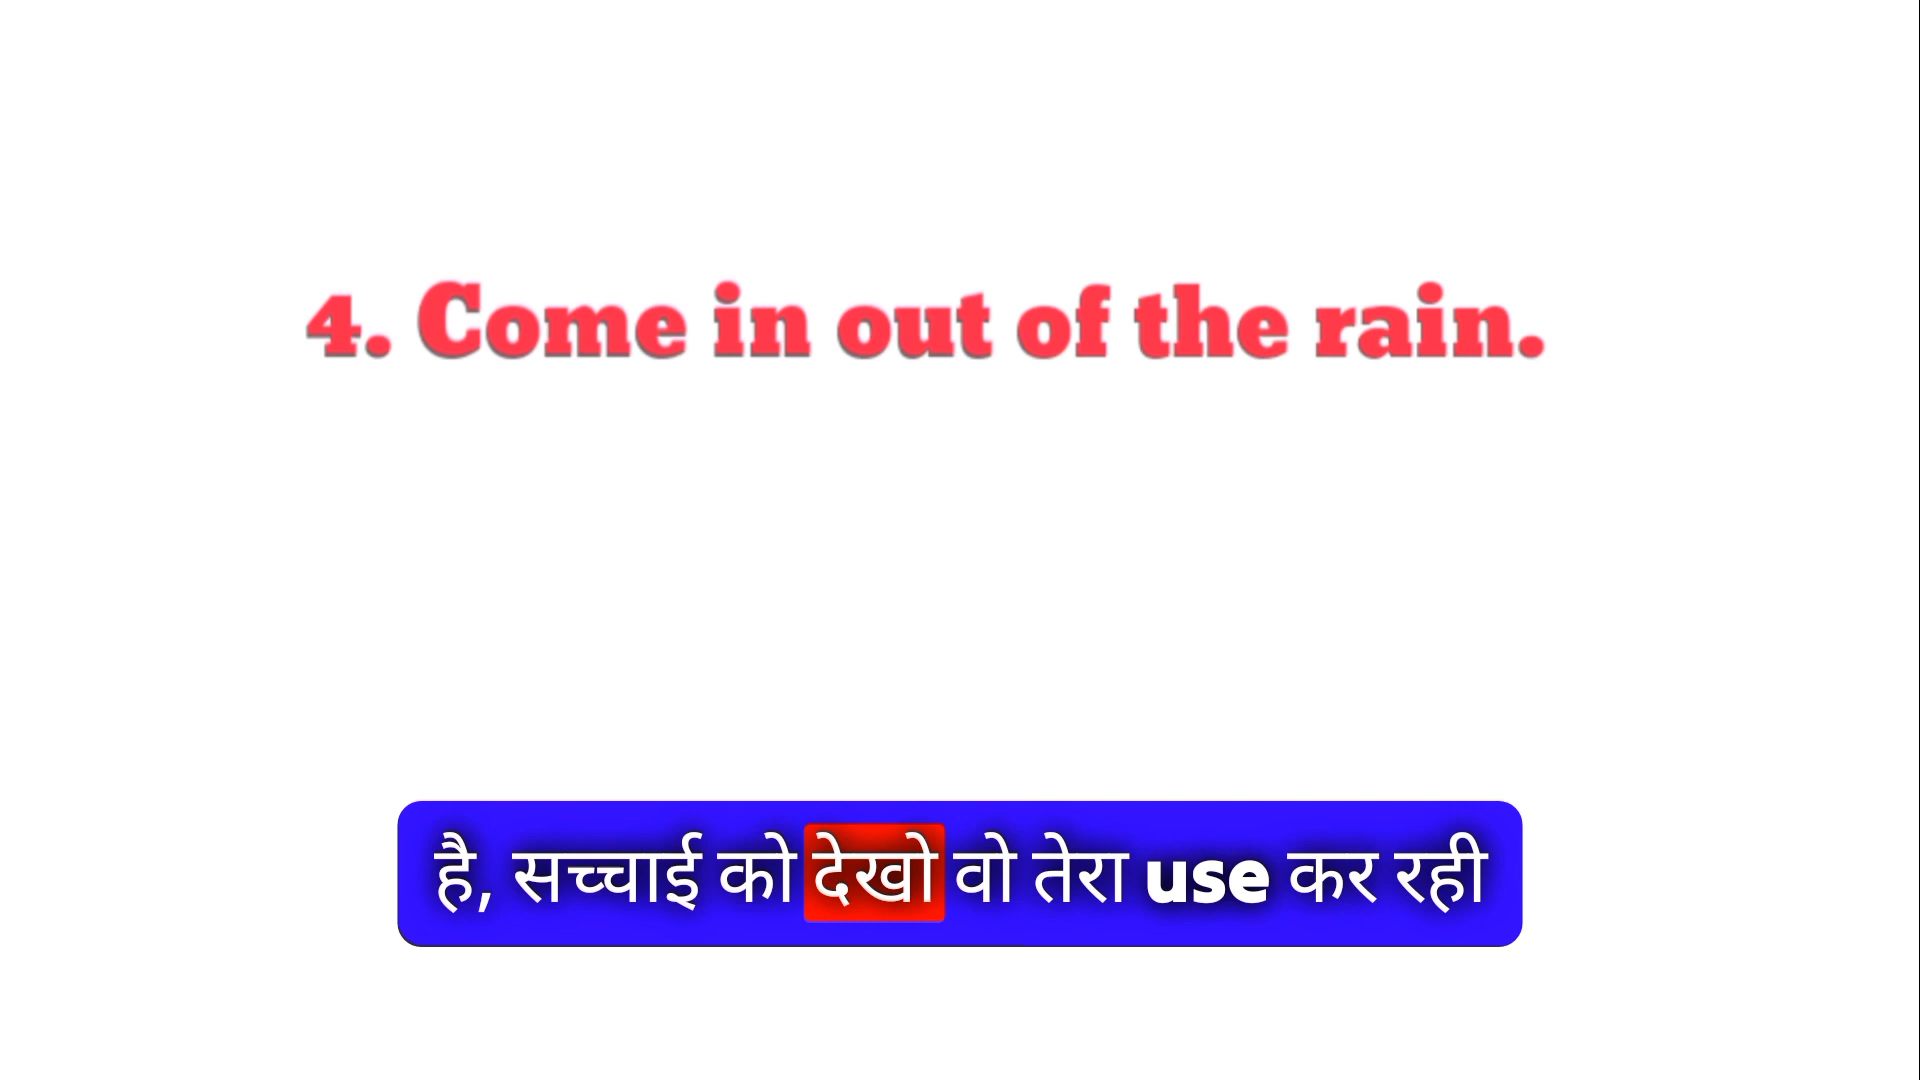 4. Come in out of the rain.
है, सच्चाई को देखो वो तेरा use कर रही